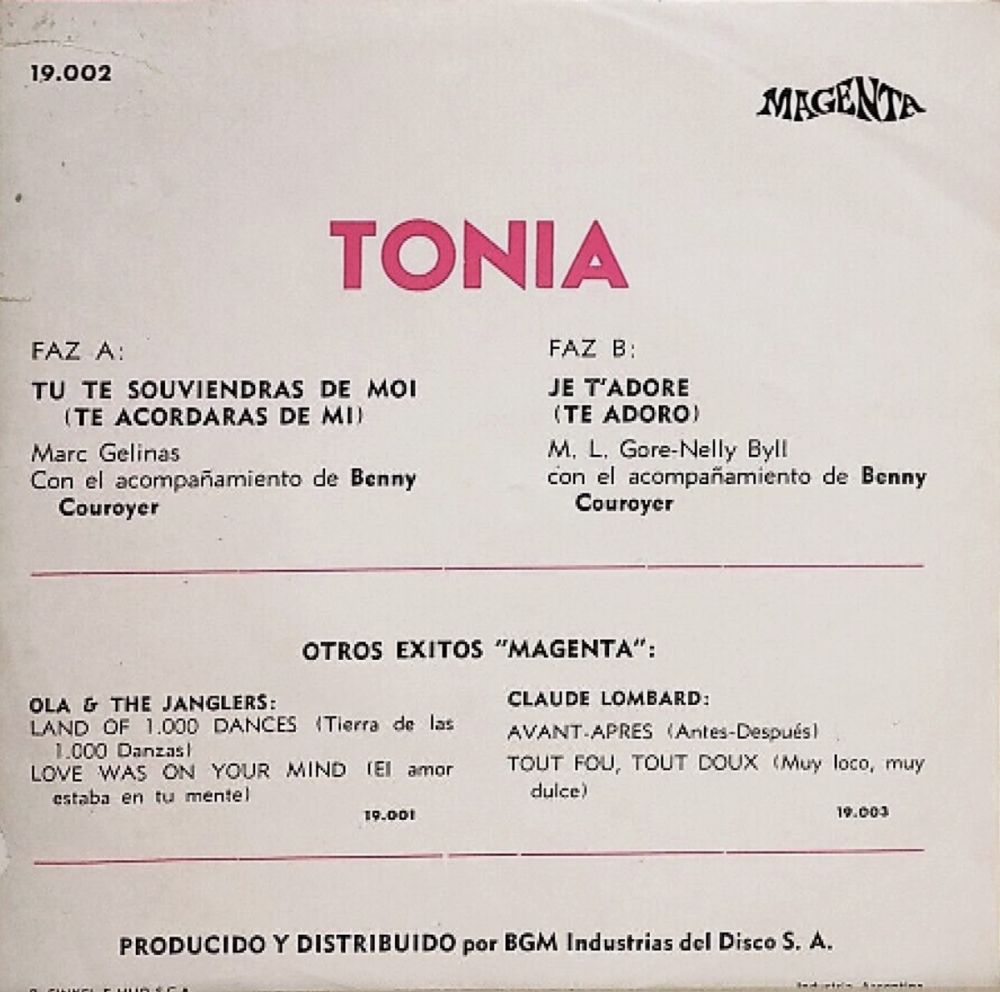 19.002
MAGENTA
TONIA
FAZ A:
TU TE SOUVIENDRAS DE MOI
(TE ACORDARAS DE MI)
Marc Gelinas
Con el acompañamiento de Benny
Couroyer
FAZ B:
JE T'ADORE
(TE ADORO)
M. L. Gore-Nelly Byll
con el acompañamiento de Benny
Couroyer
OTROS EXITOS "MAGENTA":
OLA & THE JANGLERS:
LAND OF 1.000 DANCES (Tierra de las
1.000 Danzas)
LOVE WAS ON YOUR MIND (El amor
estaba en tu mente)
19.001
CLAUDE LOMBARD:
AVANT-APRES (Antes-Después)
TOUT FOU, TOUT DOUX (Muy loco, muy
dulce)
19.003
PRODUCIDO Y DISTRIBUIDO por BGM Industrias del Disco S. A.